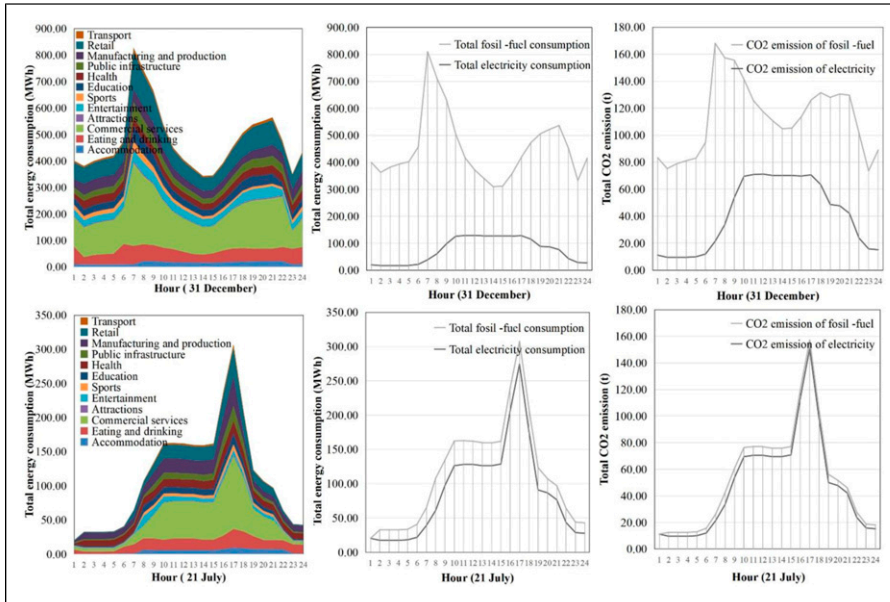 Total energy consumption (MWh)
900.00
800.00
700.00
600.00
500.00
400.00
300.00
200.00
100.00
0.00
Transport
Retail
Manufacturing and production
Public infrastructure
Health
Education
Sports
Entertainment
Attractions
Commercial services
Eating and drinking
Accommodation
1 2 3 4 5 6 7 8 9 10 11 12 13 14 15 16 17 18 19 20 21 22 23 24
Hour ( 31 December)
Total energy consumption (MWh)
900.00
800.00
700.00
600.00
500.00
400.00
300.00
200.00
100.00
0.00
Total fosil -fuel consumption
Total electricity consumption
1 2 3 4 5 6 7 8 9 10 11 12 13 14 15 16 17 18 19 20 21 22 23 24
Hour (31 December)
Total CO2 emission (t)
180.00
160.00
140.00
120.00
100.00
80.00
60.00
40.00
20.00
0.00
CO2 emission of fosil -fuel
CO2 emission of electricity
1 2 3 4 5 6 7 8 9 10 11 12 13 14 15 16 17 18 19 20 21 22 23 24
Hour (31 December)
Total energy consumption (MWh)
350.00
300.00
250.00
200.00
150.00
100.00
50.00
0.00
Transport
Retail
Manufacturing and production
Public infrastructure
Health
Education
Sports
Entertainment
Attractions
Commercial services
Eating and drinking
Accommodation
1 2 3 4 5 6 7 8 9 10 11 12 13 14 15 16 17 18 19 20 21 22 23 24
Hour ( 21 July)
Total energy consumption (MWh)
350.00
300.00
250.00
200.00
150.00
100.00
50.00
0.00
Total fosil -fuel consumption
Total electricity consumption
1 2 3 4 5 6 7 8 9 10 11 12 13 14 15 16 17 18 19 20 21 22 23 24
Hour (21 July)
Total CO2 emission (t)
180.00
160.00
140.00
120.00
100.00
80.00
60.00
40.00
20.00
0.00
CO2 emission of fosil -fuel
CO2 emission of electricity
1 2 3 4 5 6 7 8 9 10 11 12 13 14 15 16 17 18 19 20 21 22 23 24
Hour (21 July)